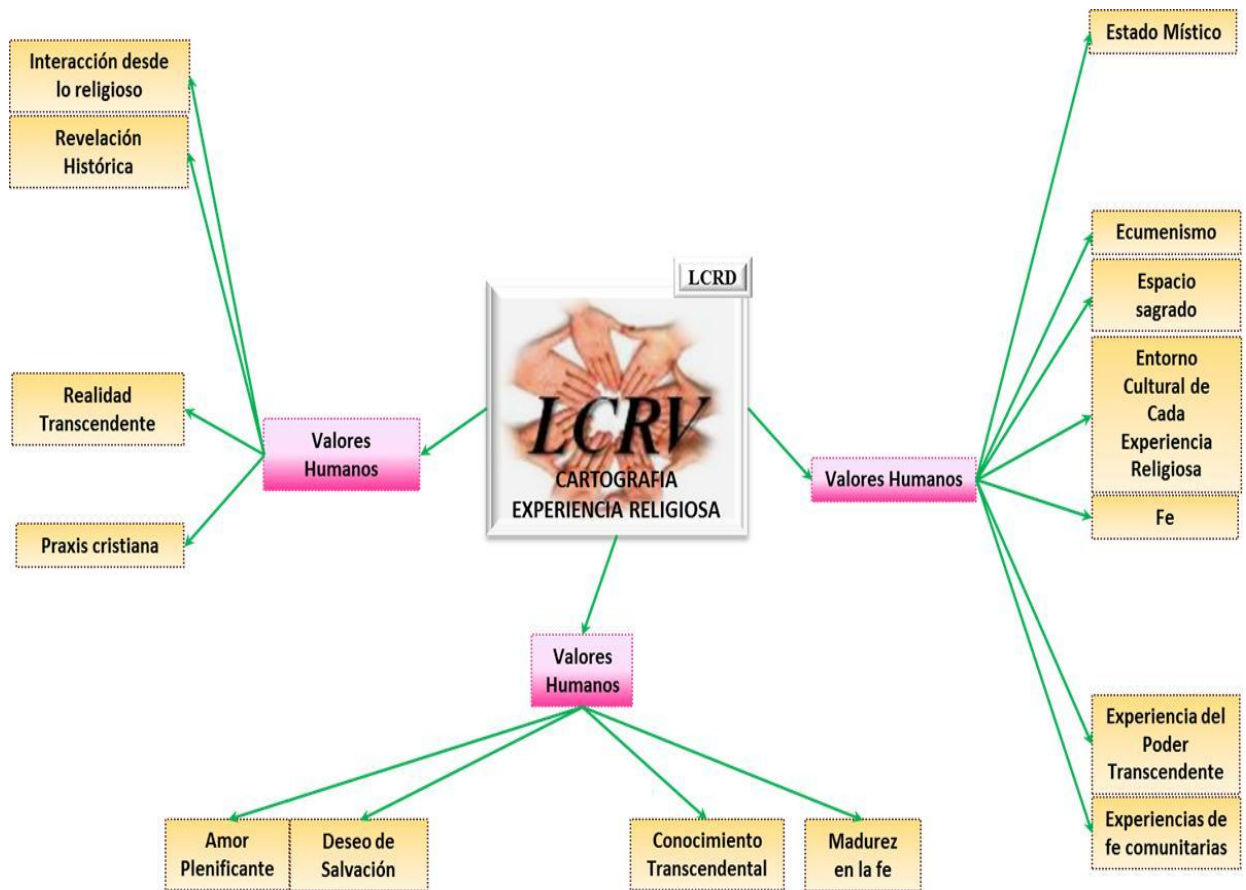 Interacción desde
lo religioso
Revelación
Histórica
Realidad
Transcendente
Praxis cristiana
Valores
Humanos
LCRD
LCRV
CARTOGRAFIA
EXPERIENCIA RELIGIOSA
Valores
Humanos
Amor
Plenificante
Deseo de
Salvación
Conocimiento
Transcendental
Madurez
en la fe
Valores Humanos
Estado Místico
Ecumenismo
Espacio
sagrado
Entorno
Cultural de
Cada
Experiencia
Religiosa
Fe
Experiencia del
Poder
Transcendente
Experiencias de
fe comunitarias